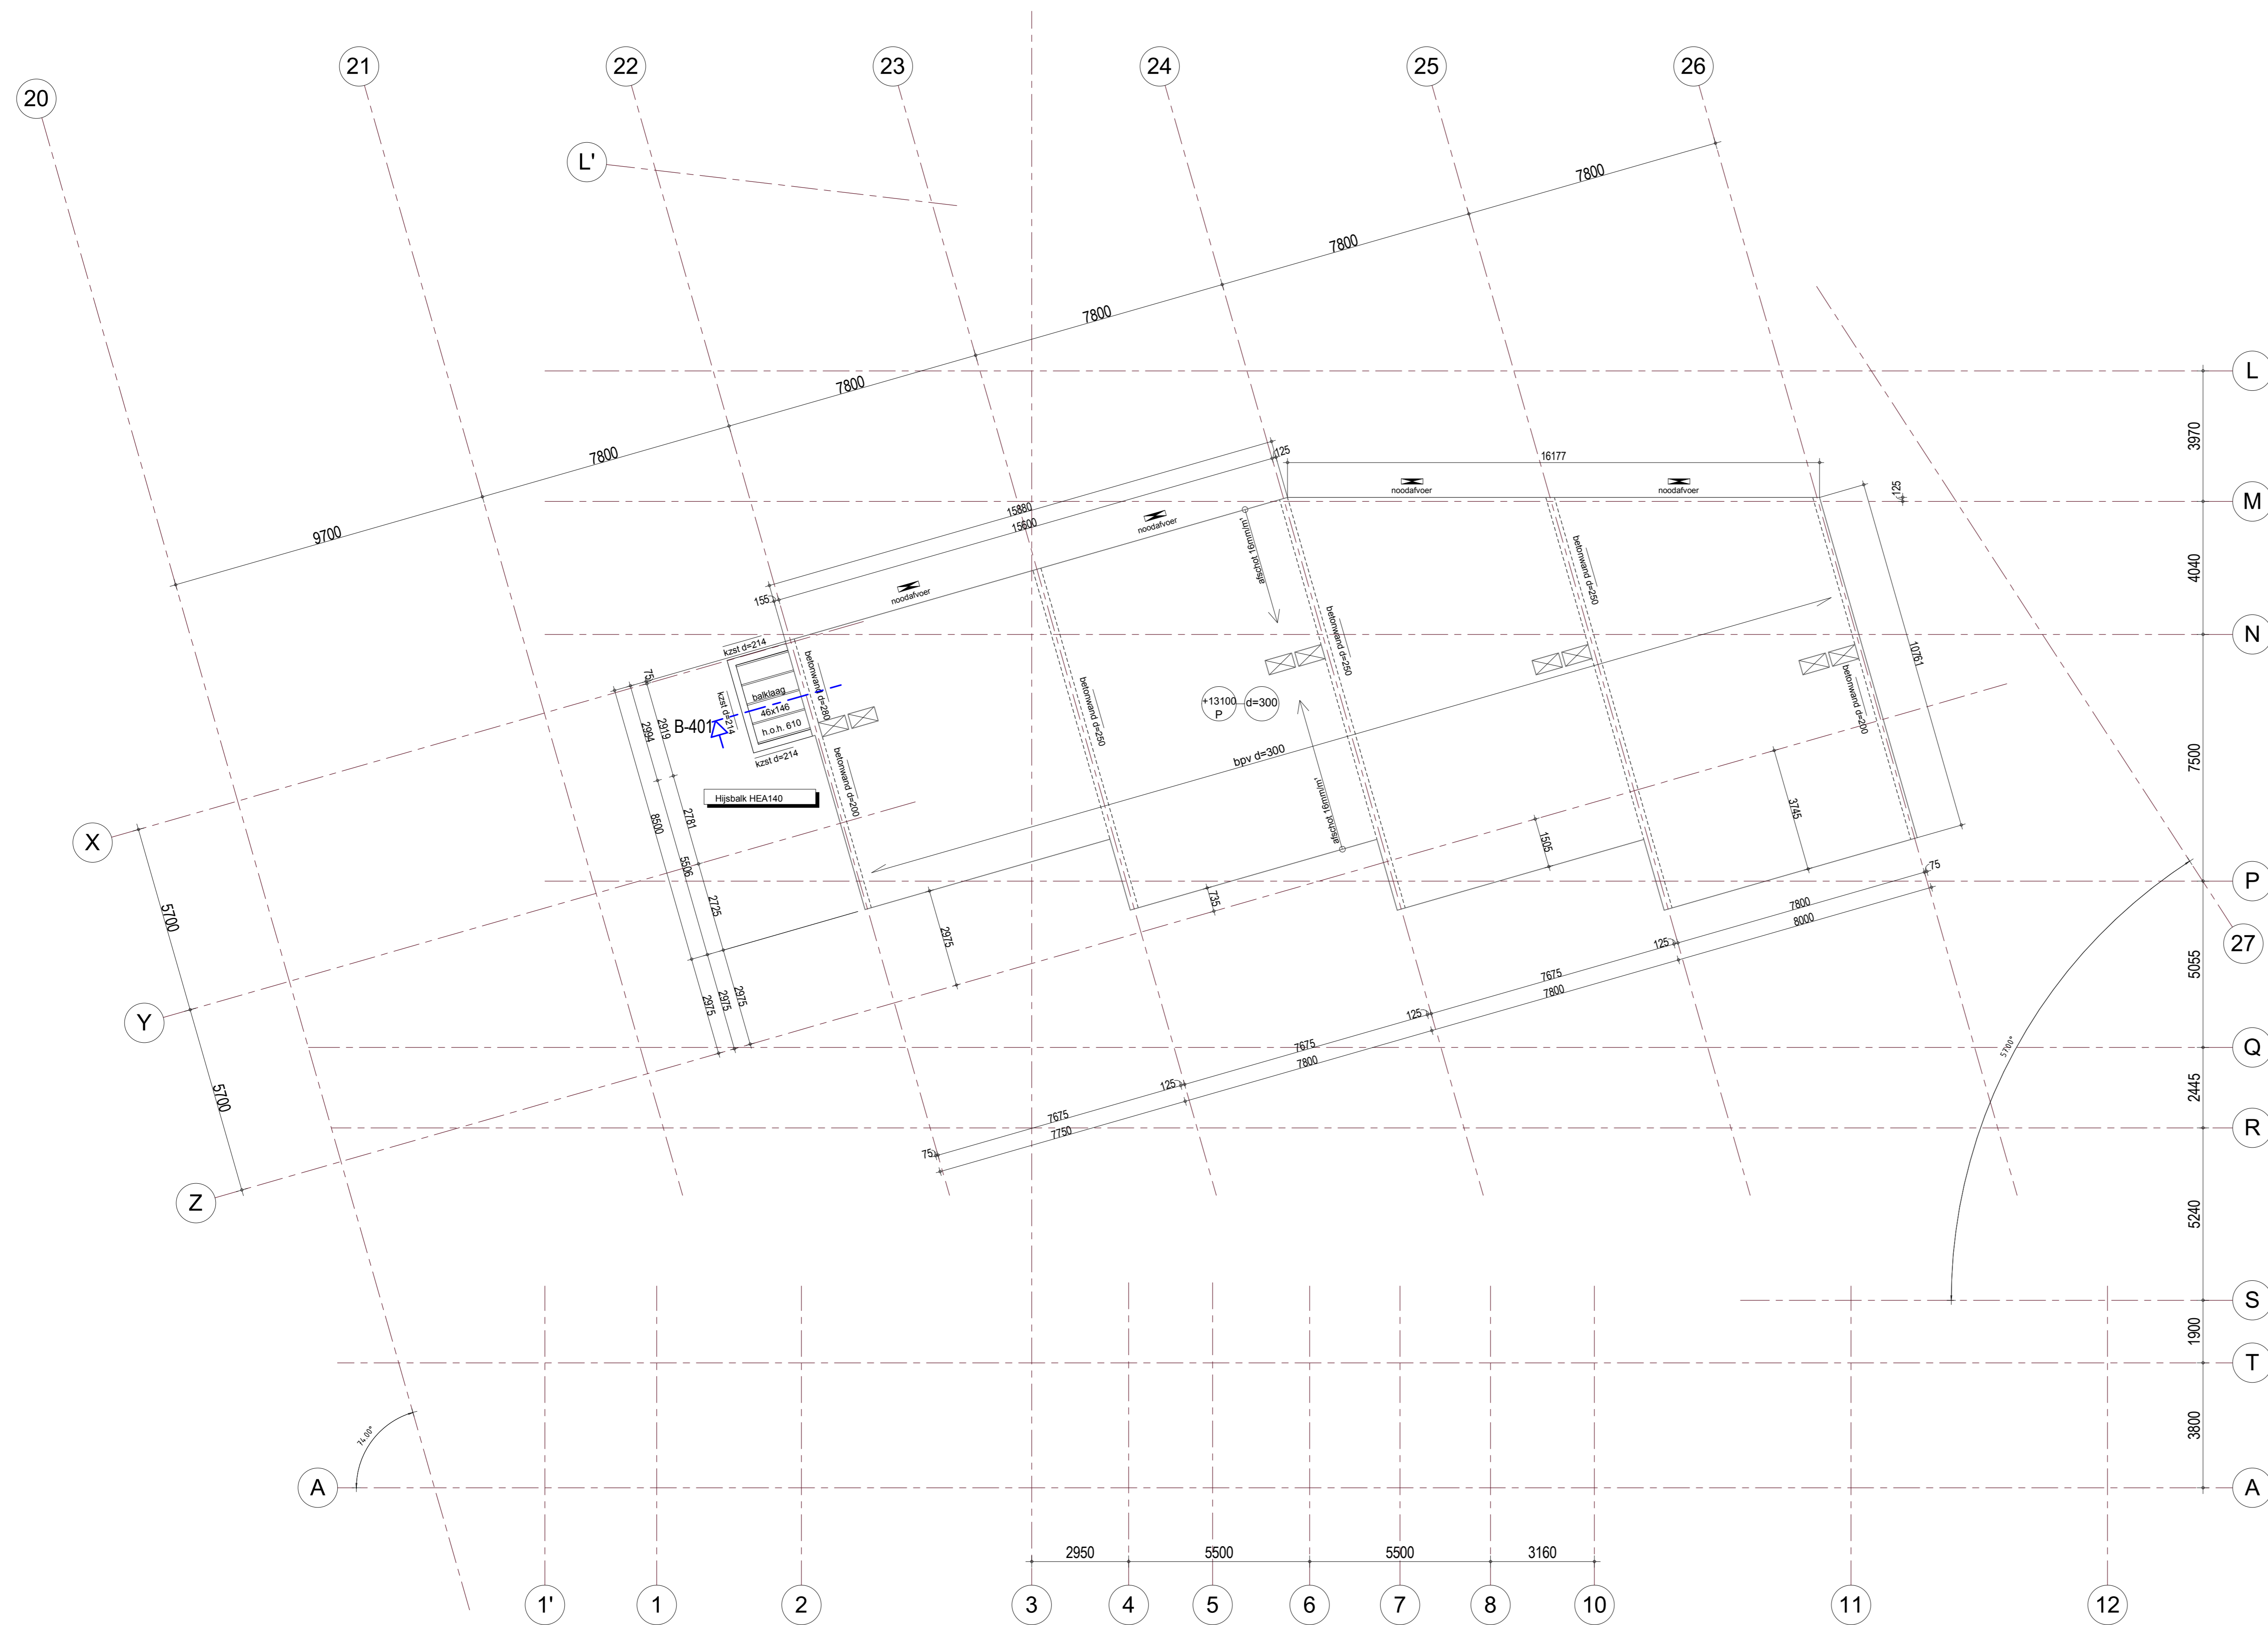 20
21
22
23
24
25
26
L'
7800
7800
7800
7800
7800
9700
L
3970
M
4040
N
7500
P
27
5055
Q
2445
R
5240
S
1900
T
3800
A
15880
15600
125
16177
125
noodafvoer
noodafvoer
noodafvoer
noodafvoer
155
afschot 16mm/m'
betonwand d=250
betonwand d=250
betonwand d=250
betonwand d=200
10761
kzst d=214
kzst d=214
balklaag
46x146
h.o.h. 610
kzst d=214
betonwand d=280
betonwand d=200
B-401
Hijsbalk HEA140
+13100
P
d=300
bpv d=300
afschot 16mm/m'
75
2919
2994
8500
2781
5506
2725
2975
2975
2975
2975
735
1505
3745
75
7800
8000
125
7675
7800
125
7675
7800
125
7675
7750
75
X
5700
Y
5700
Z
5700°
74.00°
A
2950
5500
5500
3160
1'
1
2
3
4
5
6
7
8
10
11
12